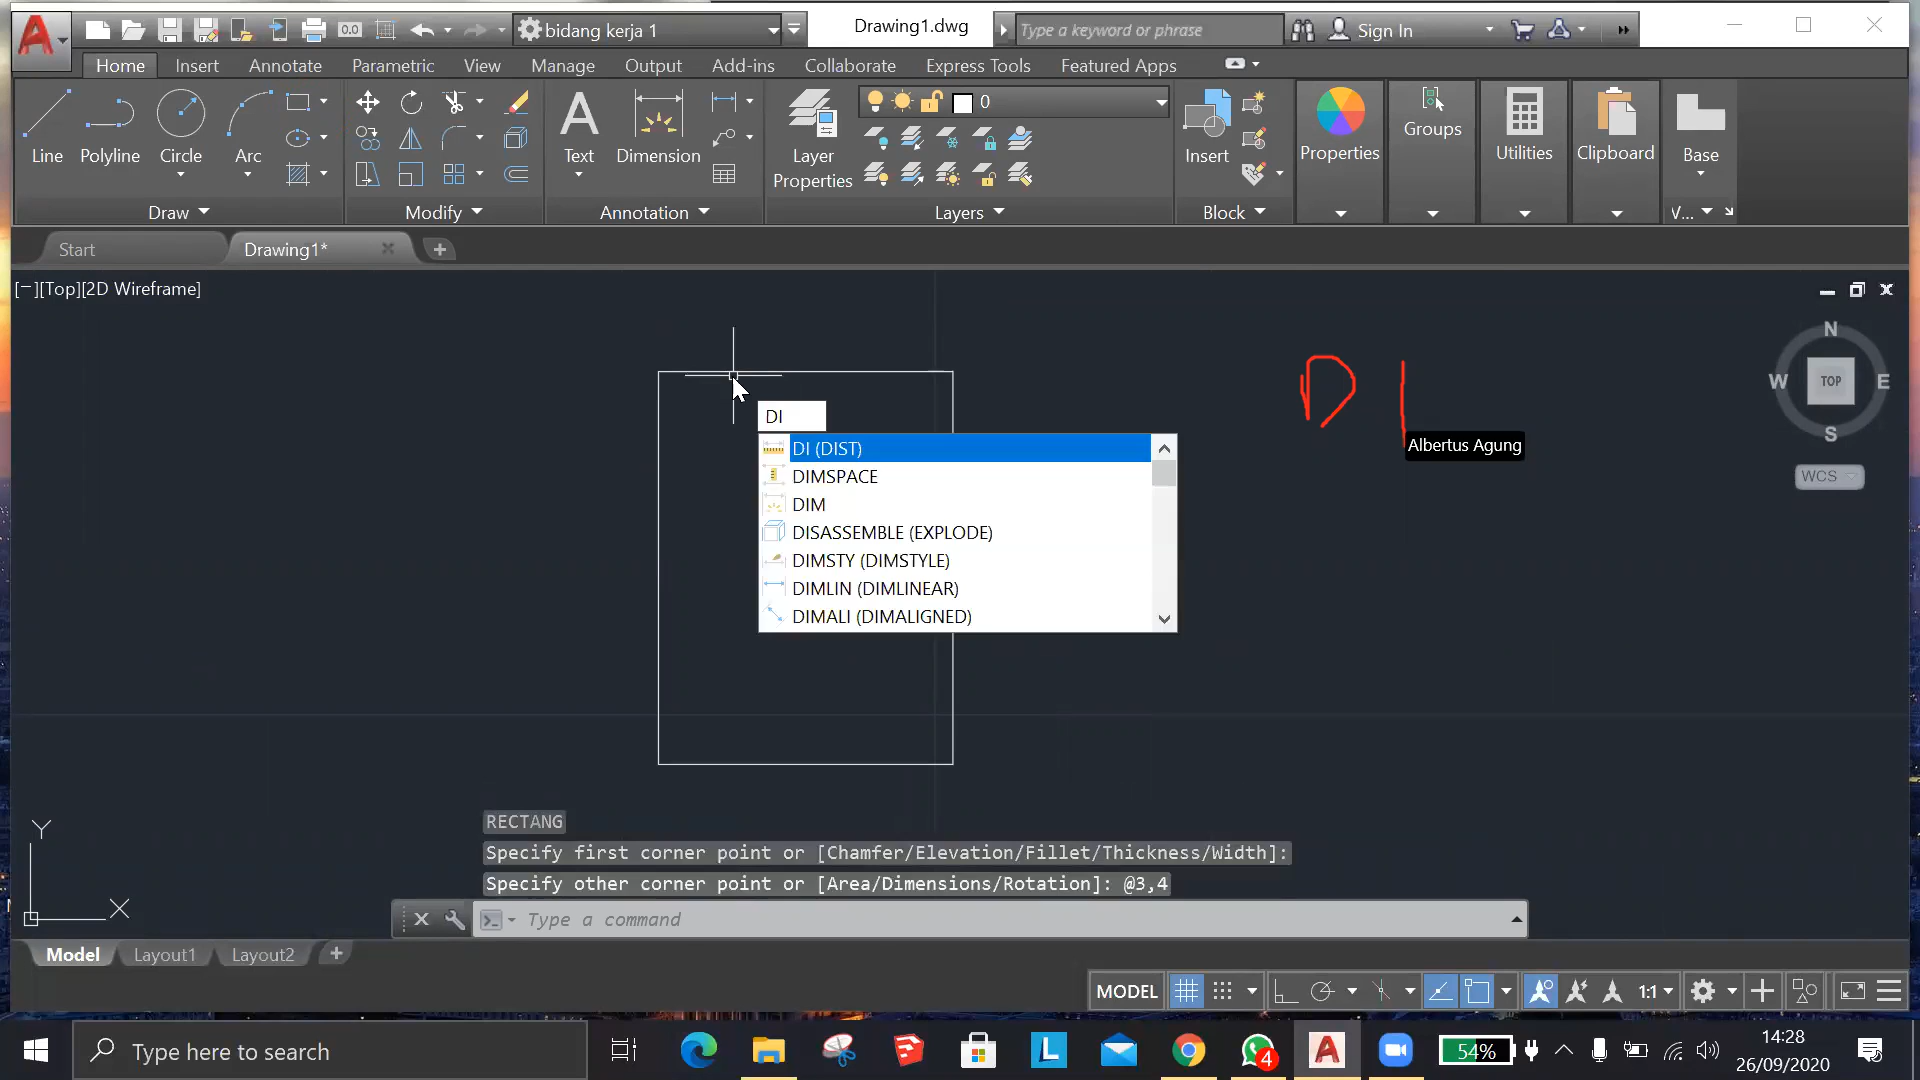 bidang kerja 1
Drawing1.dwg
Type a keyword or phrase
Sign In
Home Insert Annotate Parametric View Manage Output Add-ins Collaborate Express Tools Featured Apps
0
Line Polyline Circle Arc
Text Dimension
Layer Properties
Insert
Properties Groups Utilities Clipboard Base
Draw Modify Annotation Layers Block V...
Start Drawing1*
[−][Top][2D Wireframe]
N
W TOP E
S
WCS
D I
Albertus Agung
DI
DI (DIST)
DIMSPACE
DIM
DISASSEMBLE (EXPLODE)
DIMSTY (DIMSTYLE)
DIMLIN (DIMLINEAR)
DIMALI (DIMALIGNED)
Y
X
RECTANG
Specify first corner point or [Chamfer/Elevation/Fillet/Thickness/Width]:
Specify other corner point or [Area/Dimensions/Rotation]: @3,4
Type a command
Model Layout1 Layout2
MODEL 1:1
Type here to search
4
54%
14:28
26/09/2020